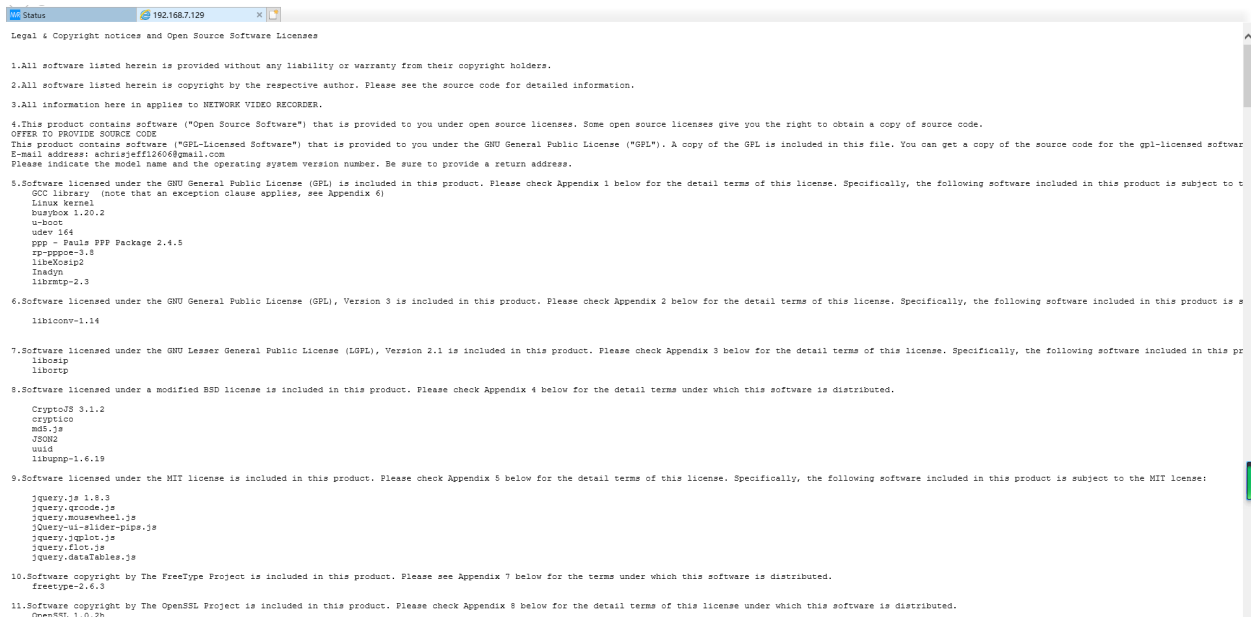 Status
192.168.7.129
Legal & Copyright notices and Open Source Software Licenses
1.All software listed herein is provided without any liability or warranty from their copyright holders.
2.All software listed herein is copyright by the respective author. Please see the source code for detailed information.
3.All information here in applies to NETWORK VIDEO RECORDER.
4.This product contains software ("Open Source Software") that is provided to you under open source licenses. Some open source licenses give you the right to obtain a copy of source code.
OFFER TO PROVIDE SOURCE CODE
This product contains software ("GPL-Licensed Software") that is provided to you under the GNU General Public License ("GPL"). A copy of the GPL is included in this file. You can get a copy of the source code for the gpl-licensed softwar
E-mail address: achrisjeff12606@gmail.com
Please indicate the model name and the operating system version number. Be sure to provide a return address.
5.Software licensed under the GNU General Public License (GPL) is included in this product. Please check Appendix 1 below for the detail terms of this license. Specifically, the following software included in this product is subject to t
GCC library (note that an exception clause applies, see Appendix 6)
Linux kernel
busybox 1.20.2
u-boot
udev 164
ppp - Pauls PPP Package 2.4.5
rp-pppoe-3.8
libeXosip2
Inadyn
librmtp-2.3
6.Software licensed under the GNU General Public License (GPL), Version 3 is included in this product. Please check Appendix 2 below for the detail terms of this license. Specifically, the following software included in this product is s
libiconv-1.14
7.Software licensed under the GNU Lesser General Public License (LGPL), Version 2.1 is included in this product. Please check Appendix 3 below for the detail terms of this license. Specifically, the following software included in this pr
libosip
libortp
8.Software licensed under a modified BSD license is included in this product. Please check Appendix 4 below for the detail terms under which this software is distributed.
CryptoJS 3.1.2
cryptico
md5.js
JSON2
uuid
libupnp-1.6.19
9.Software licensed under the MIT license is included in this product. Please check Appendix 5 below for the detail terms of this license. Specifically, the following software included in this product is subject to the MIT lcense:
jquery.js 1.8.3
jquery.qrcode.js
jquery.mousewheel.js
jQuery-ui-slider-pips.js
jquery.jqplot.js
jquery.flot.js
jquery.dataTables.js
10.Software copyright by The FreeType Project is included in this product. Please see Appendix 7 below for the terms under which this software is distributed.
freetype-2.6.3
11.Software copyright by The OpenSSL Project is included in this product. Please check Appendix 8 below for the detail terms of this license under which this software is distributed.
OpenSSL 1.0.2h